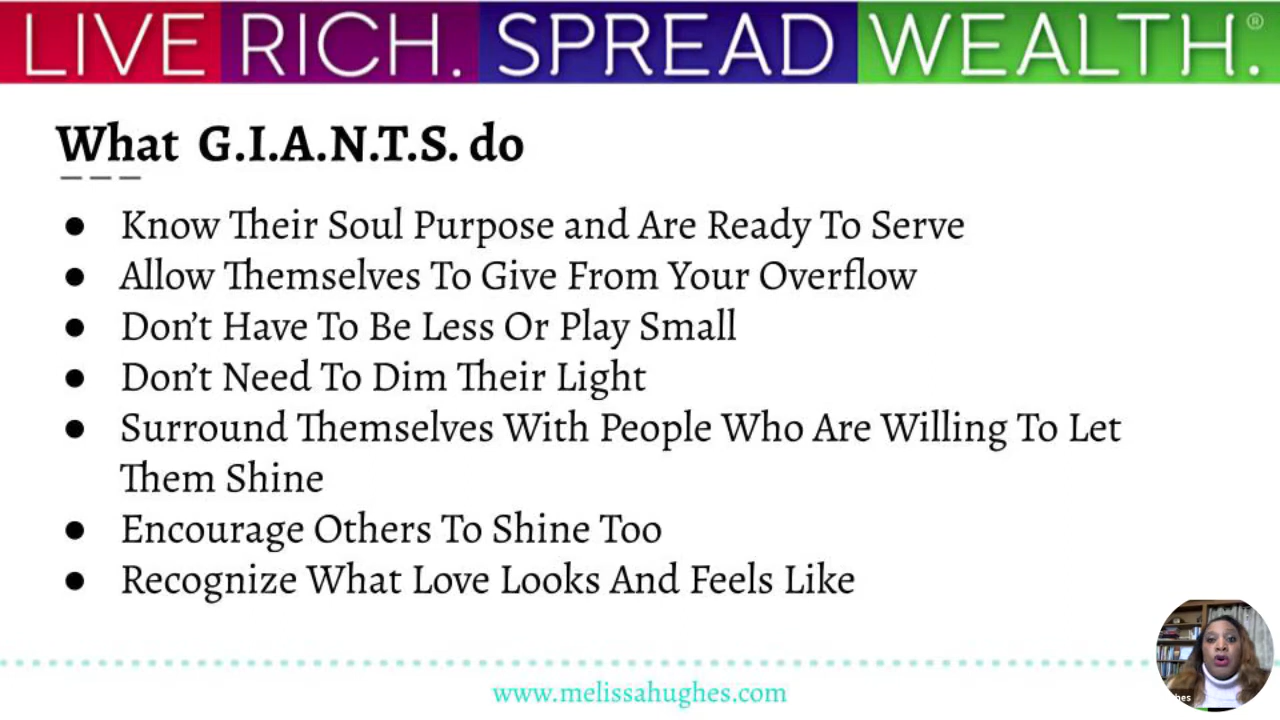 LIVE RICH. SPREAD WEALTH.®
What G.I.A.N.T.S. do
● Know Their Soul Purpose and Are Ready To Serve
● Allow Themselves To Give From Your Overflow
● Don’t Have To Be Less Or Play Small
● Don’t Need To Dim Their Light
● Surround Themselves With People Who Are Willing To Let
Them Shine
● Encourage Others To Shine Too
● Recognize What Love Looks And Feels Like
www.melissahughes.com